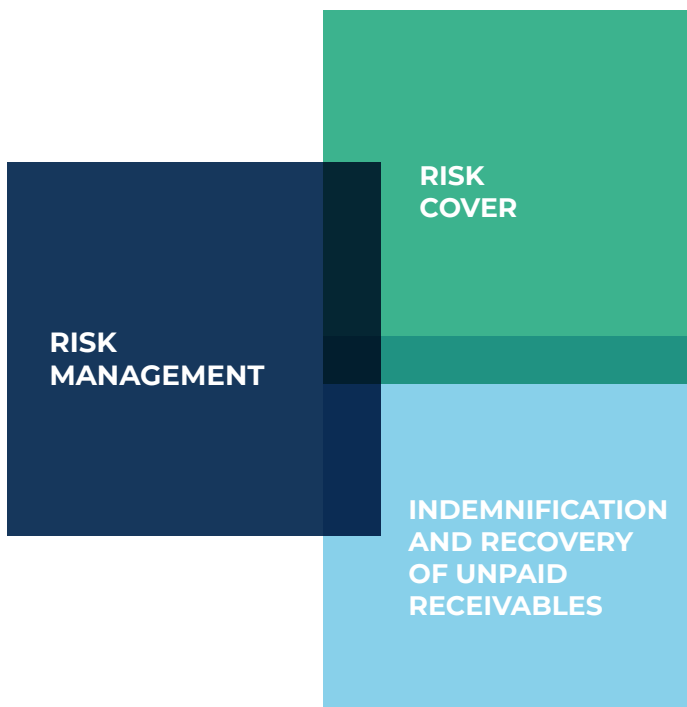 RISK
COVER
RISK
MANAGEMENT
INDEMNIFICATION
AND RECOVERY
OF UNPAID
RECEIVABLES